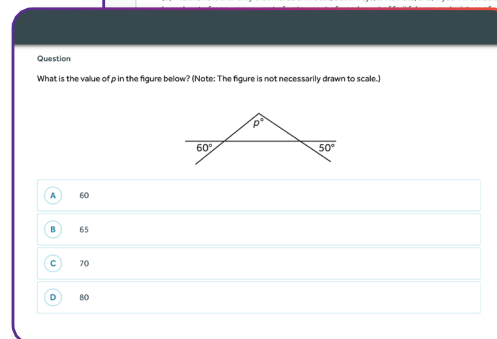 Question
What is the value of p in the figure below? (Note: The figure is not necessarily drawn to scale.)
p°
60°
50°
A 60
B 65
C 70
D 80